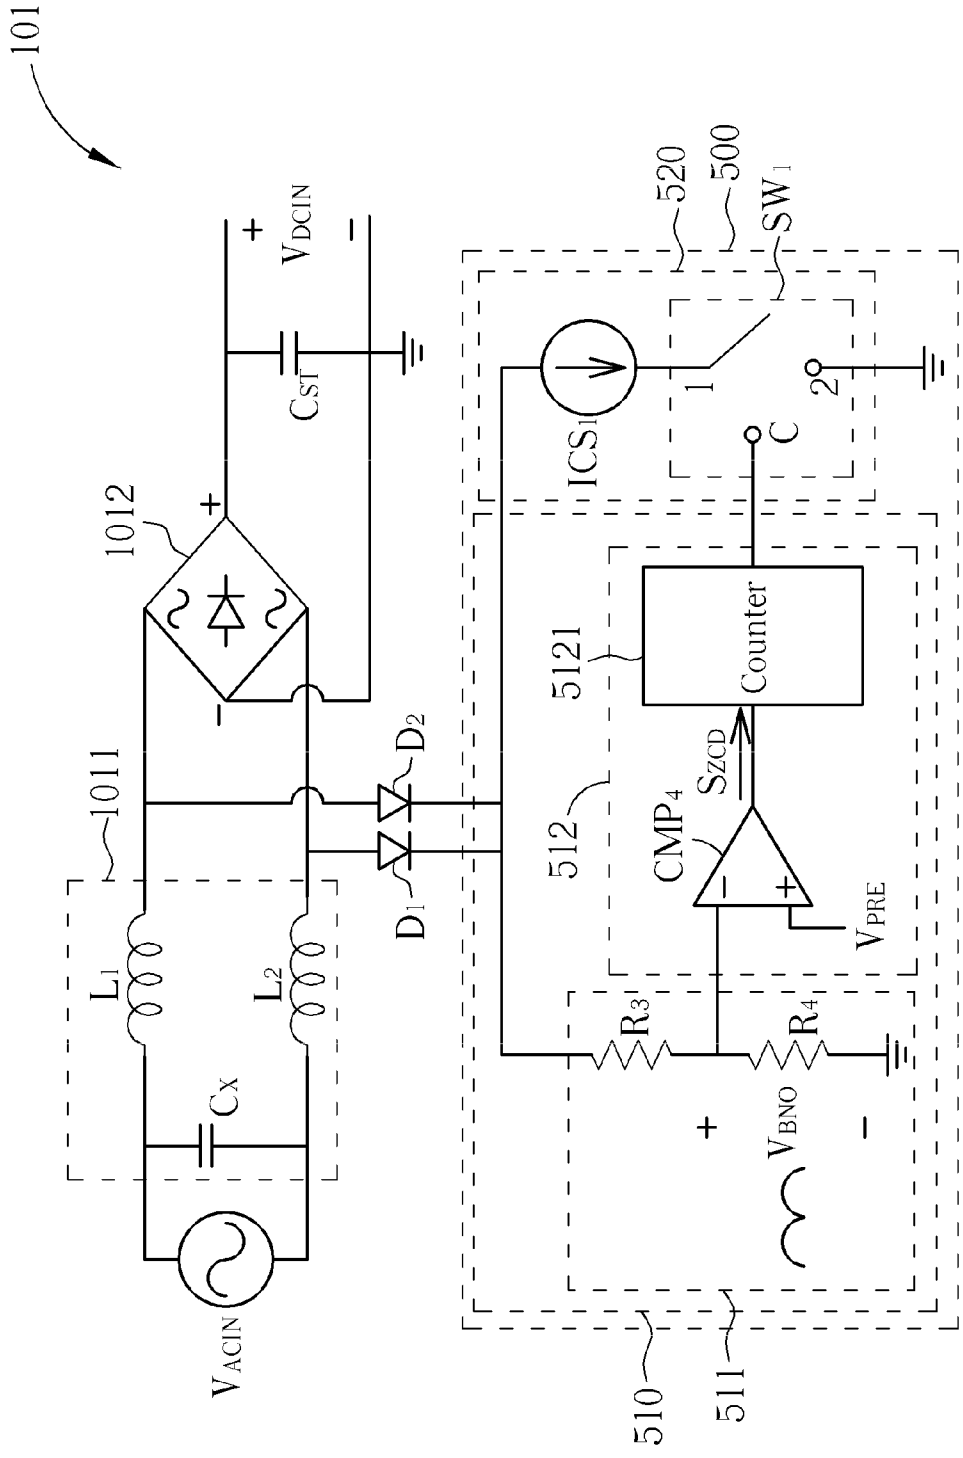 101
1012
1011
L1
L2
CX
VACIN
CST
+
VDCIN
−
+
−
D1
D2
500
520
SW1
ICS1
1
2
C
5121
Counter
512
SZCD
CMP4
−
+
VPRE
R3
R4
+
VBNO
−
510
511